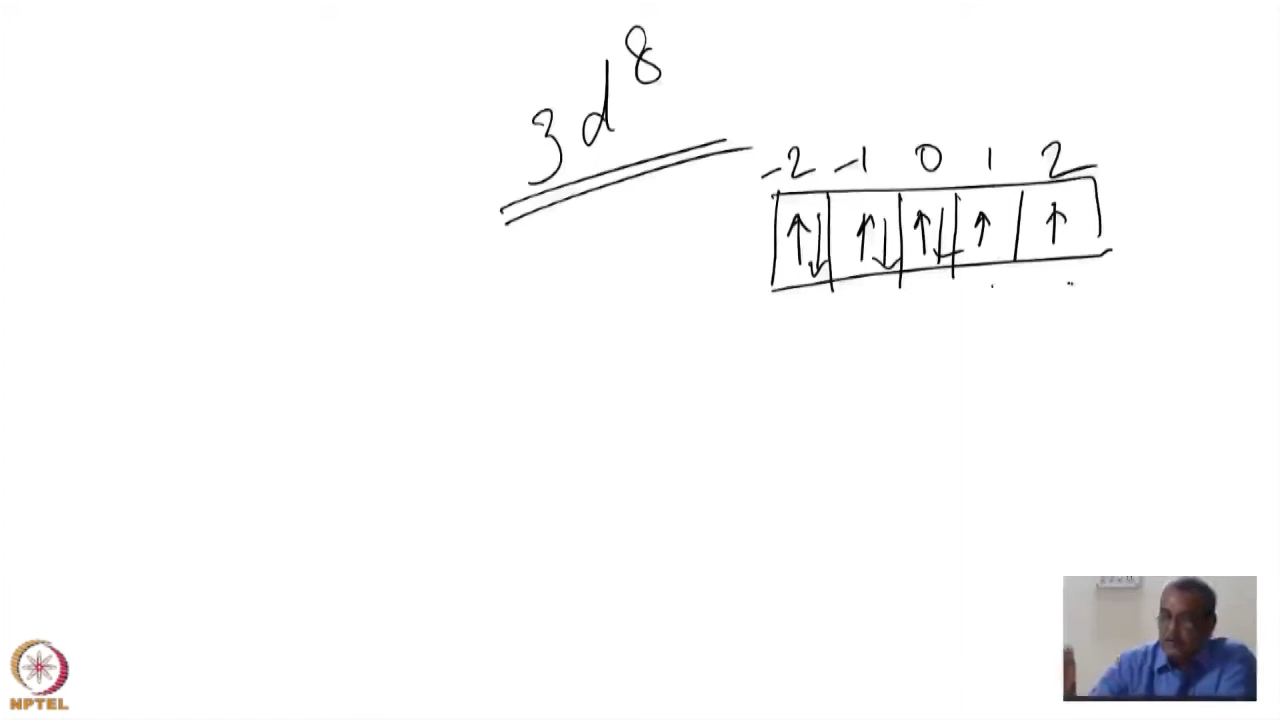 3d⁸
-2 -1 0 1 2
↑↓ ↑↓ ↑↓ ↑ ↑
NPTEL